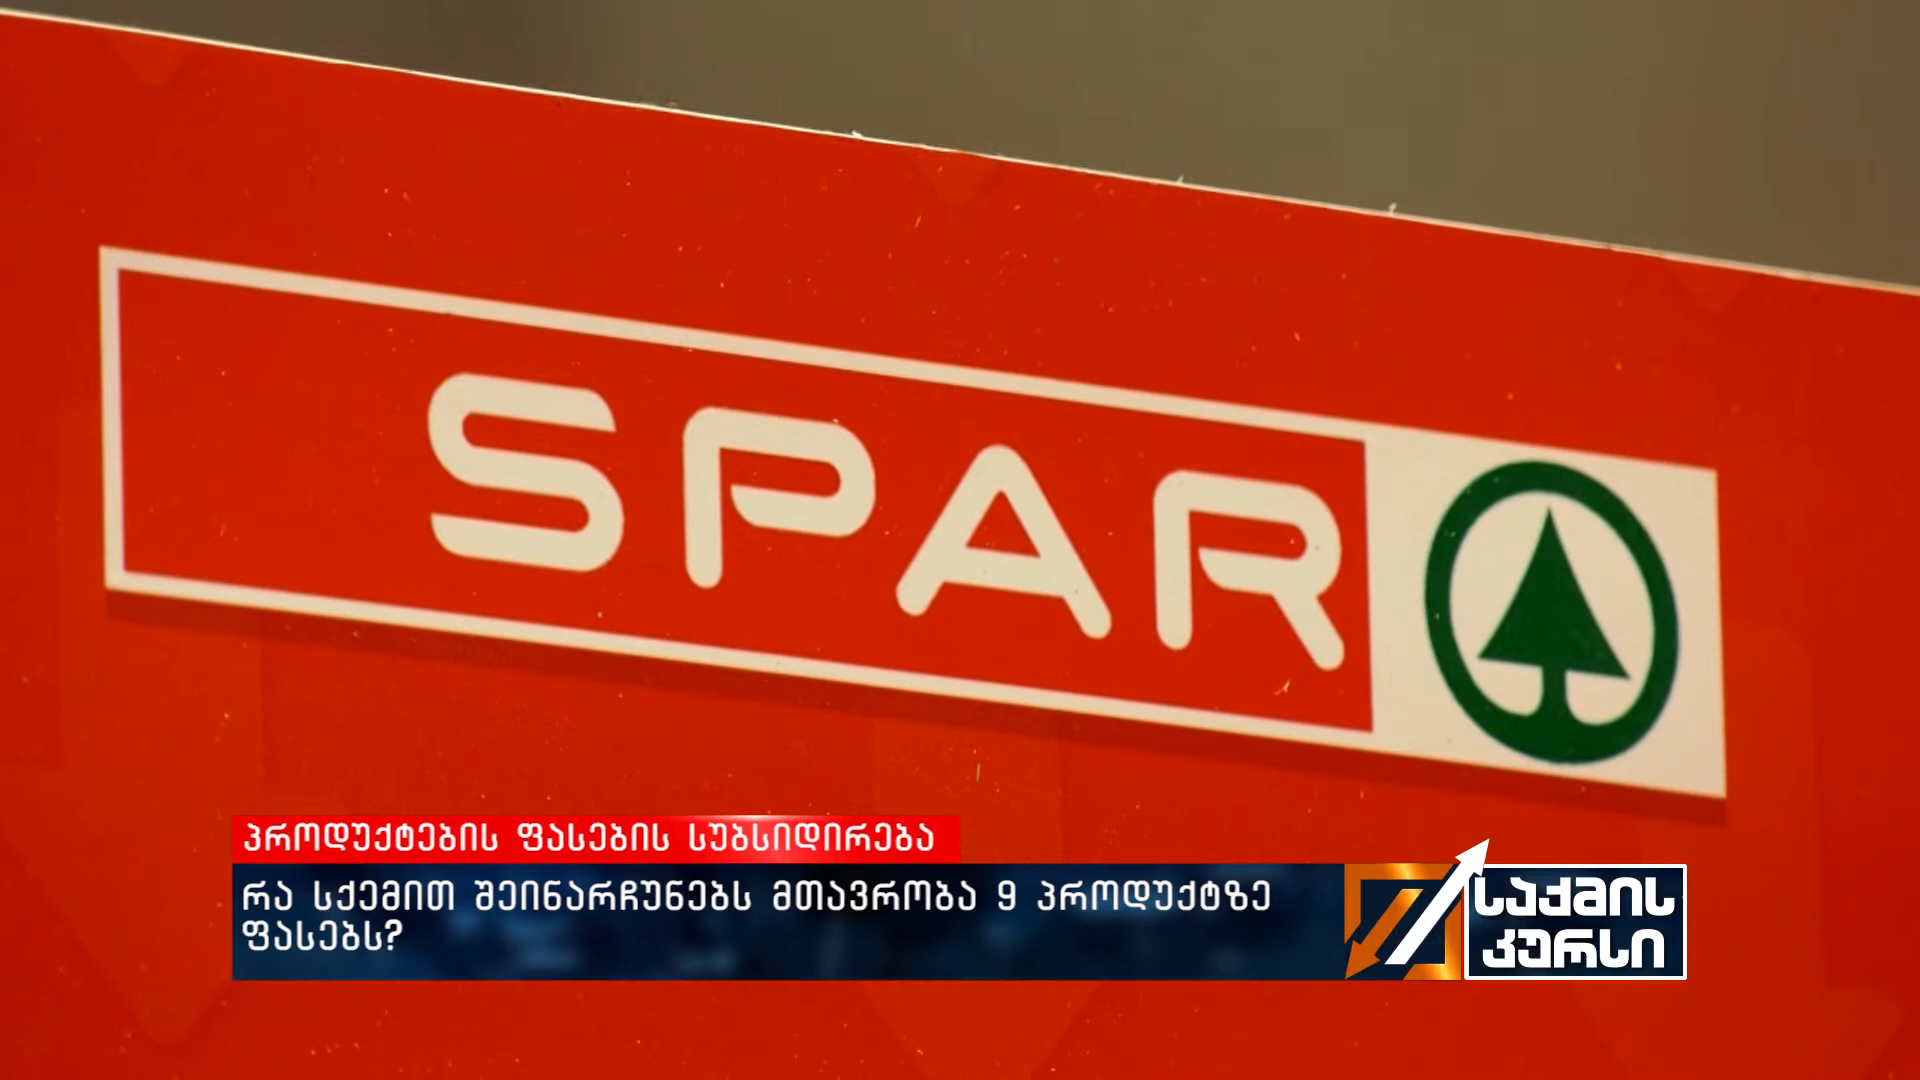 SPAR
პროდუქტების ფასების სუბსიდირება
რა სქემით შეინარჩუნებს მთავრობა 9 პროდუქტზე
ფასებს?
საქმის
კურსი